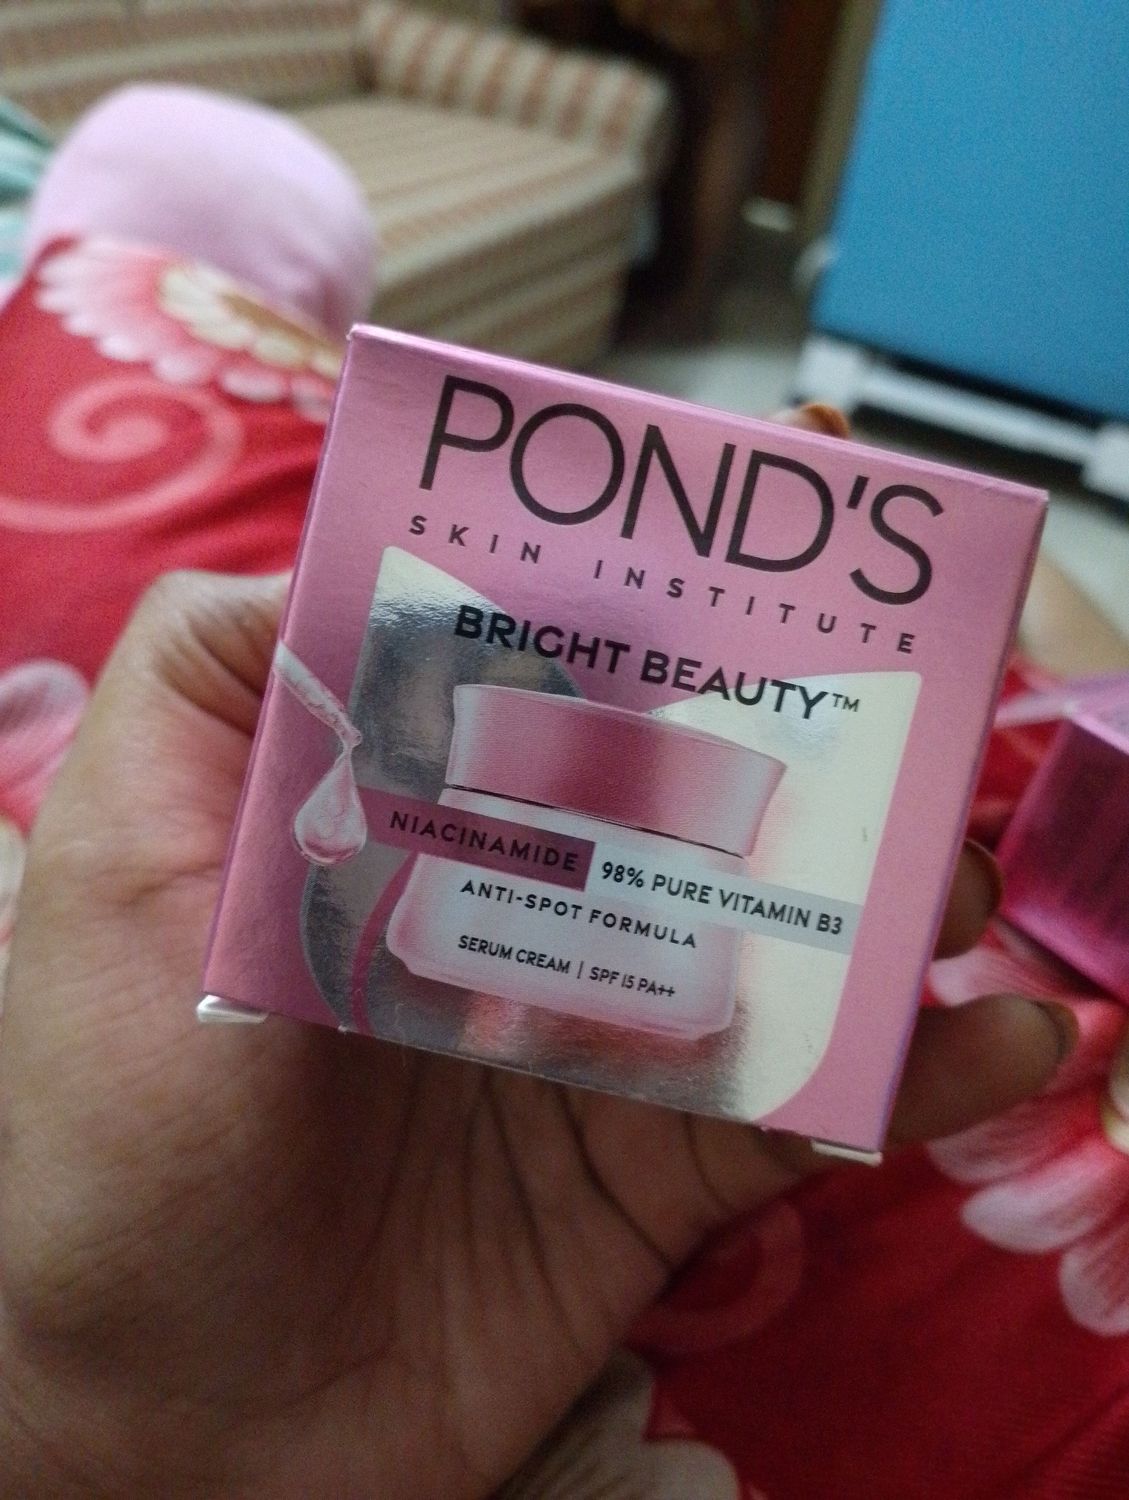 POND'S
SKIN INSTITUTE
BRIGHT BEAUTY™
NIACINAMIDE 98% PURE VITAMIN B3
ANTI-SPOT FORMULA
SERUM CREAM | SPF 15 PA++